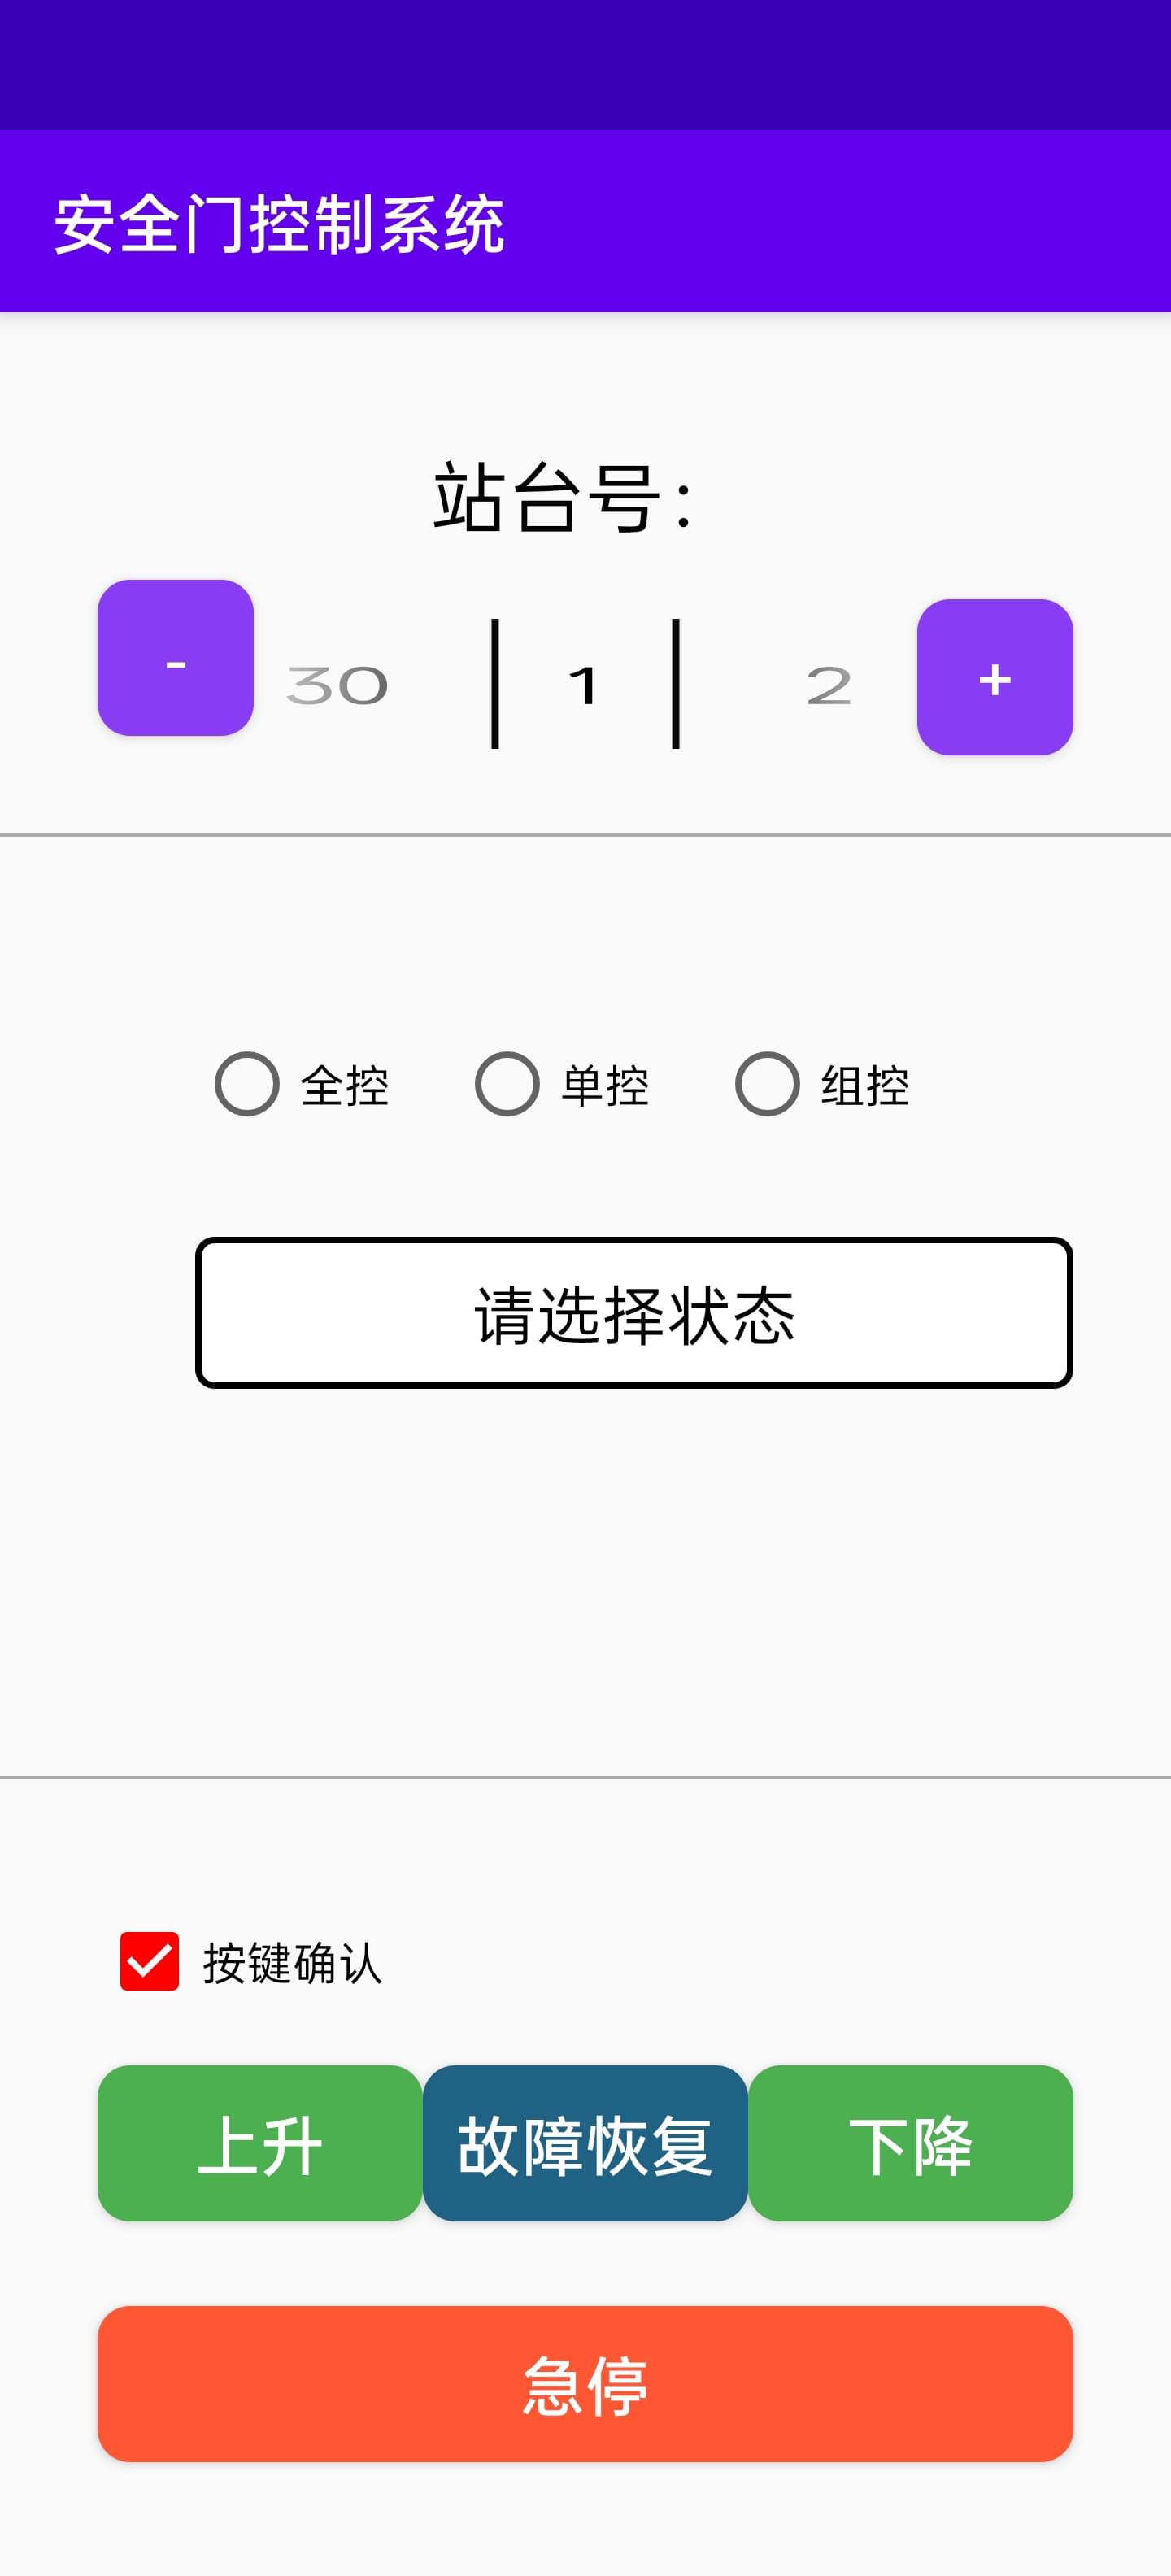 安全门控制系统
站台号：
- 30 1 2 +
全控 单控 组控
请选择状态
按键确认
上升 故障恢复 下降
急停